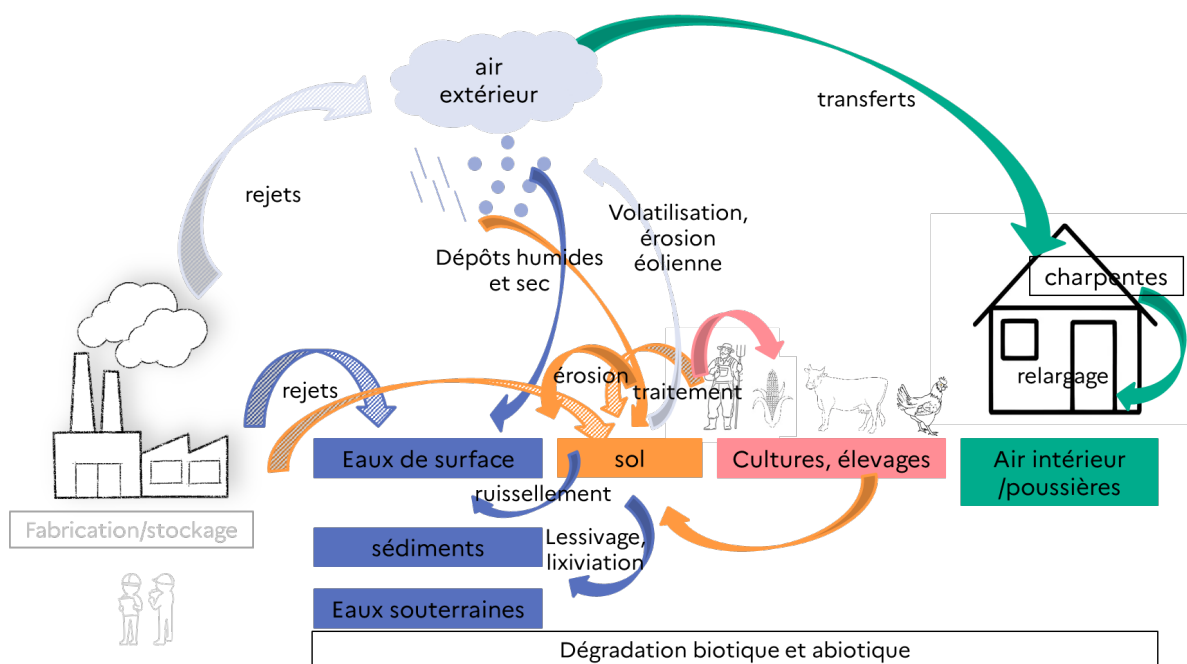 air
extérieur
transferts
rejets
Volatilisation,
érosion
éolienne
Dépôts humides
et sec
charpentes
érosion
rejets
traitement
relargage
Eaux de surface
sol
Cultures, élevages
Air intérieur
/poussières
ruissellement
Fabrication/stockage
sédiments
Lessivage,
lixiviation
Eaux souterraines
Dégradation biotique et abiotique